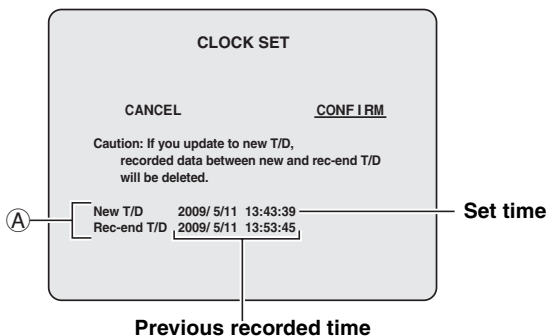 CLOCK SET
CANCEL CONFIRM
Caution: If you update to new T/D,
recorded data between new and rec-end T/D
will be deleted.
A New T/D 2009/ 5/11 13:43:39 Set time
Rec-end T/D 2009/ 5/11 13:53:45
Previous recorded time